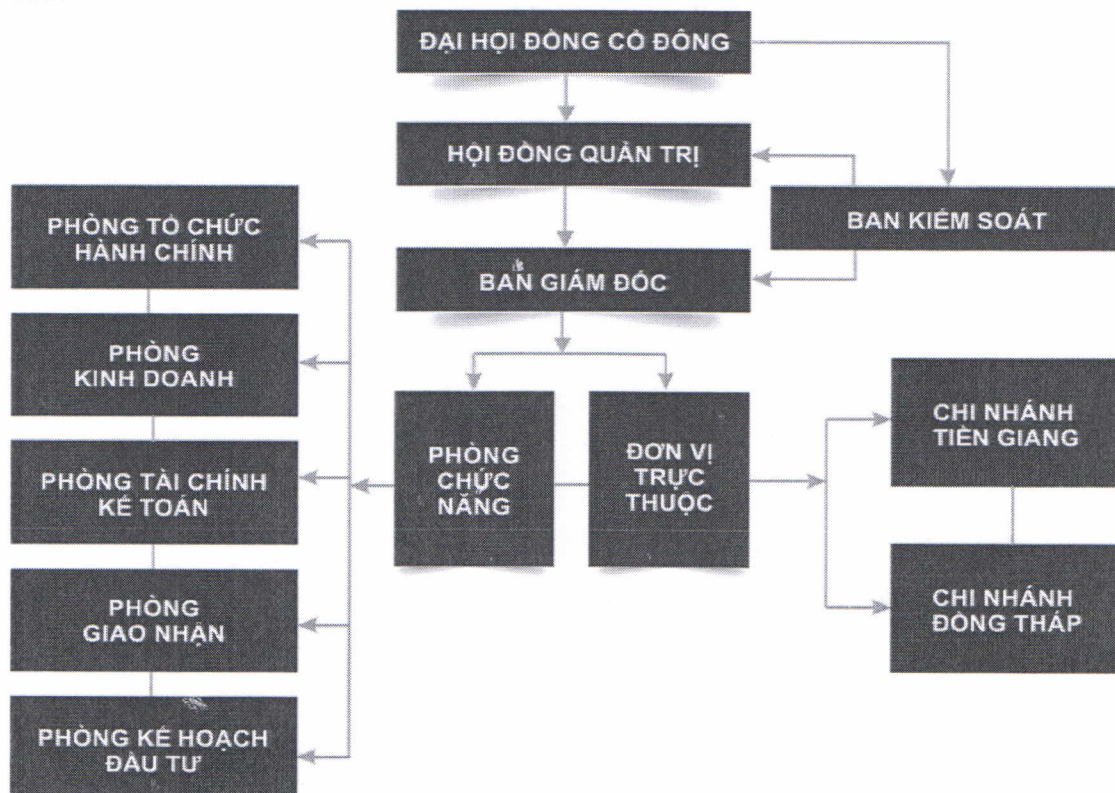 ĐẠI HỘI ĐỒNG CỔ ĐÔNG
HỘI ĐỒNG QUẢN TRỊ
BAN KIỂM SOÁT
BAN GIÁM ĐỐC
PHÒNG TỔ CHỨC
HÀNH CHÍNH
PHÒNG
KINH DOANH
PHÒNG TÀI CHÍNH
KẾ TOÁN
PHÒNG
GIAO NHẬN
PHÒNG KẾ HOẠCH
ĐẦU TƯ
PHÒNG
CHỨC
NĂNG
ĐƠN VỊ
TRỰC
THUỘC
CHI NHÁNH
TIỀN GIANG
CHI NHÁNH
ĐỒNG THÁP